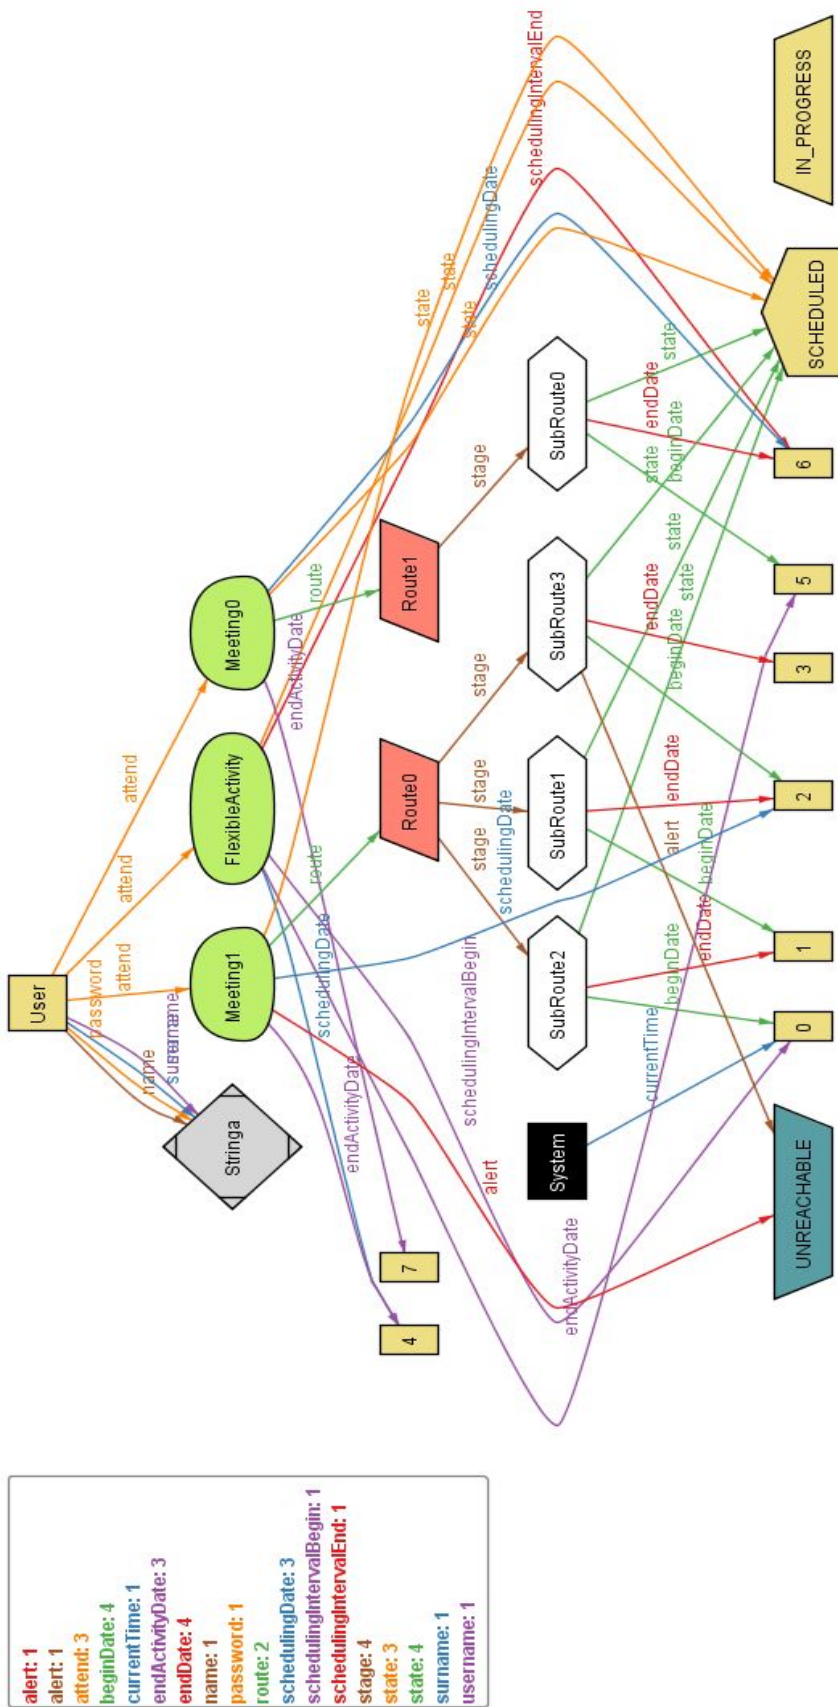 alert: 1
alert: 1
attend: 3
beginDate: 4
currentTime: 1
endActivityDate: 3
endDate: 4
name: 1
password: 1
route: 2
schedulingDate: 3
schedulingIntervalBegin: 1
schedulingIntervalEnd: 1
stage: 4
state: 3
state: 4
surname: 1
username: 1
User
name
surname
username
password
attend
attend
attend
Stringa
Meeting1
FlexibleActivity
Meeting0
endActivityDate
schedulingDate
route
endActivityDate
route
state
state
state
schedulingDate
schedulingIntervalEnd
4
7
Route0
Route1
alert
schedulingIntervalBegin
stage
schedulingDate
stage
stage
stage
System
SubRoute2
SubRoute1
SubRoute3
SubRoute0
endActivityDate
currentTime
beginDate
endDate
beginDate
alert
endDate
beginDate
state
endDate
state
state
beginDate
endDate
state
UNREACHABLE
0
1
2
3
5
6
SCHEDULED
IN_PROGRESS